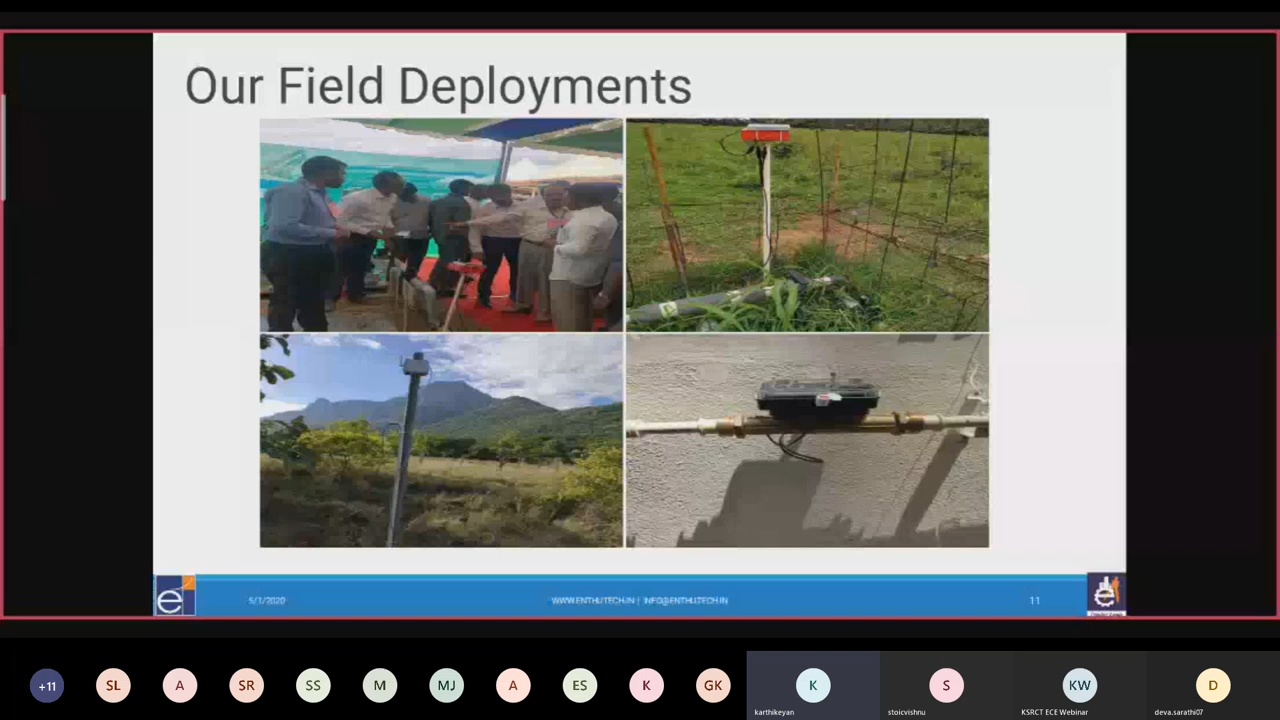 Our Field Deployments
5/1/2020
WWW.ENTHUTECH.IN | INFO@ENTHUTECH.IN
11
e
e
+11
SL
A
SR
SS
M
MJ
A
ES
K
GK
K
karthikeyan
S
stoicvishnu
KW
KSRCT ECE Webinar
D
deva.sarathi07